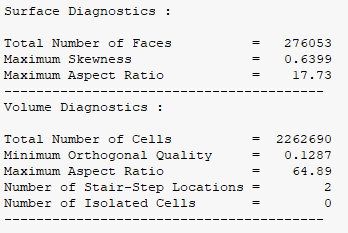 Surface Diagnostics :
Total Number of Faces = 276053
Maximum Skewness = 0.6399
Maximum Aspect Ratio = 17.73
----------------------------------------
Volume Diagnostics :
Total Number of Cells = 2262690
Minimum Orthogonal Quality = 0.1287
Maximum Aspect Ratio = 64.89
Number of Stair-Step Locations = 2
Number of Isolated Cells = 0
----------------------------------------